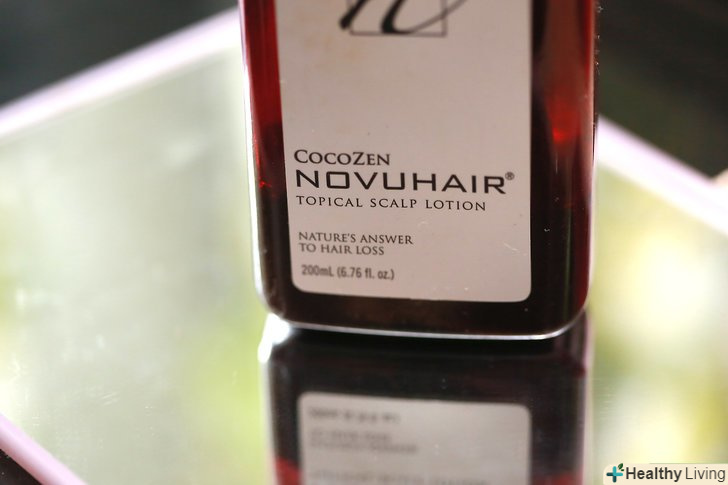 COCOZEN
NOVUHAIR®
TOPICAL SCALP LOTION
NATURE'S ANSWER
TO HAIR LOSS
200mL (6.76 fl. oz.)
Healthy Living